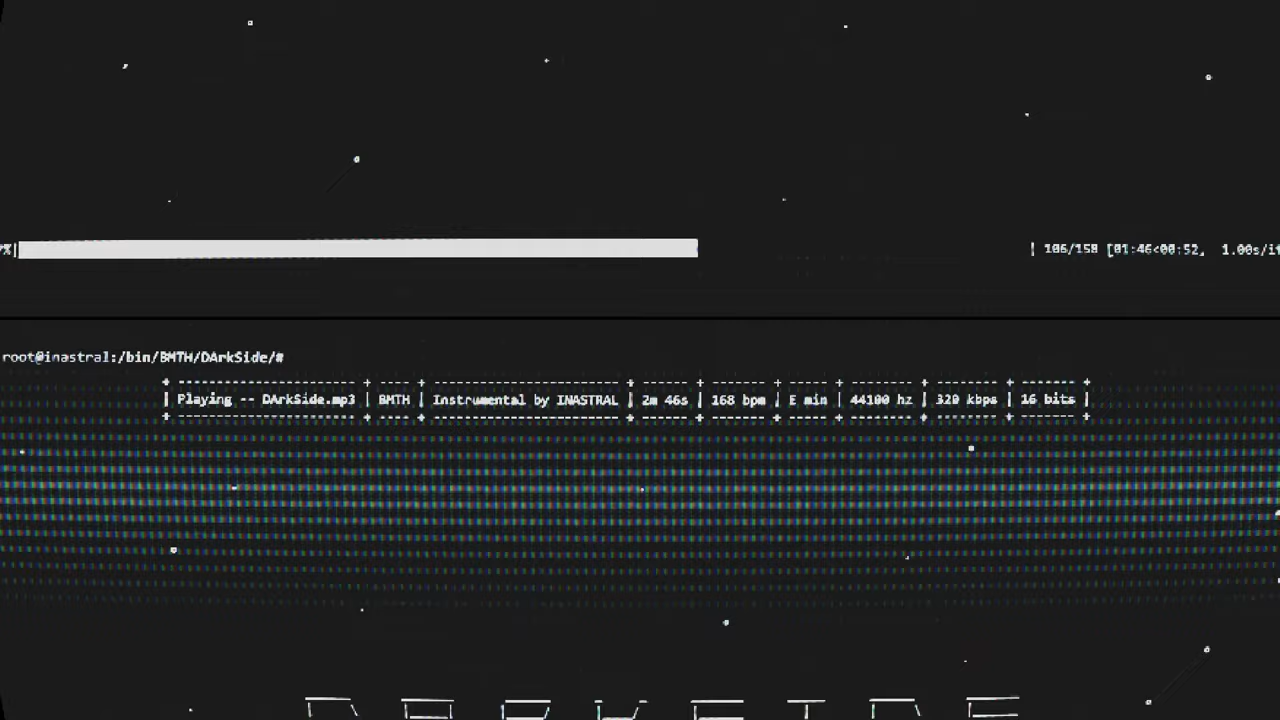 %| | 106/158 [01:46<00:52, 1.00s/it
root@inastral:/bin/BMTH/DArkSide/#
+ ----------------------- + ---- + ------------------------ + ------ + ------- + ----- + -------- + -------- + ------- +
| Playing -- DArkSide.mp3 | BMTH | Instrumental by INASTRAL | 2m 46s | 168 bpm | E min | 44100 hz | 320 kbps | 16 bits |
+ ----------------------- + ---- + ------------------------ + ------ + ------- + ----- + -------- + -------- + ------- +